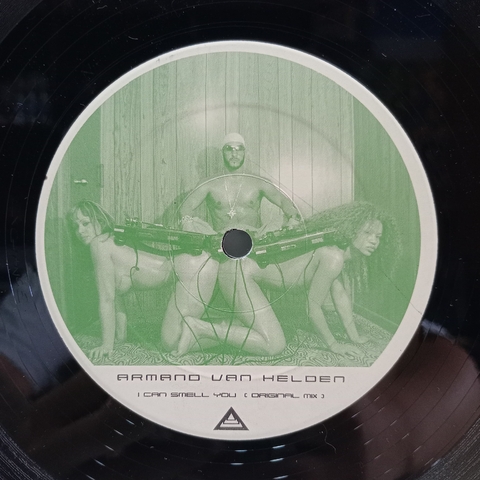 ARMAND VAN HELDEN
I CAN SMELL YOU ( ORIGINAL MIX )